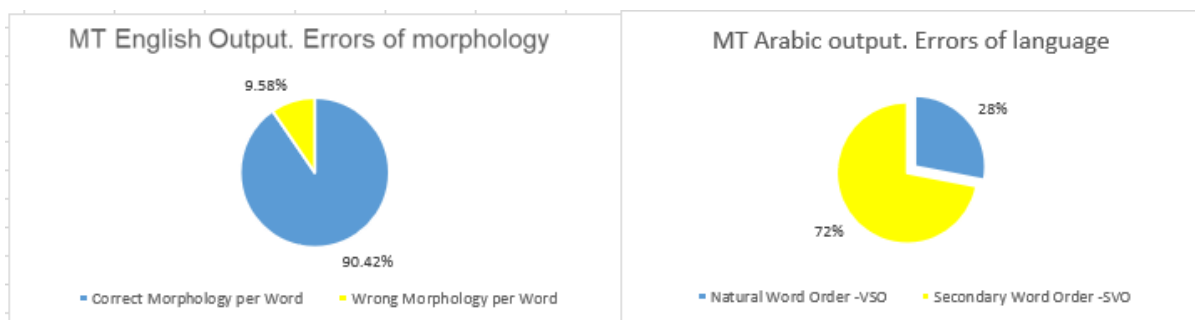 MT English Output. Errors of morphology
9.58%
90.42%
Correct Morphology per Word
Wrong Morphology per Word
MT Arabic output. Errors of language
28%
72%
Natural Word Order -VSO
Secondary Word Order -SVO